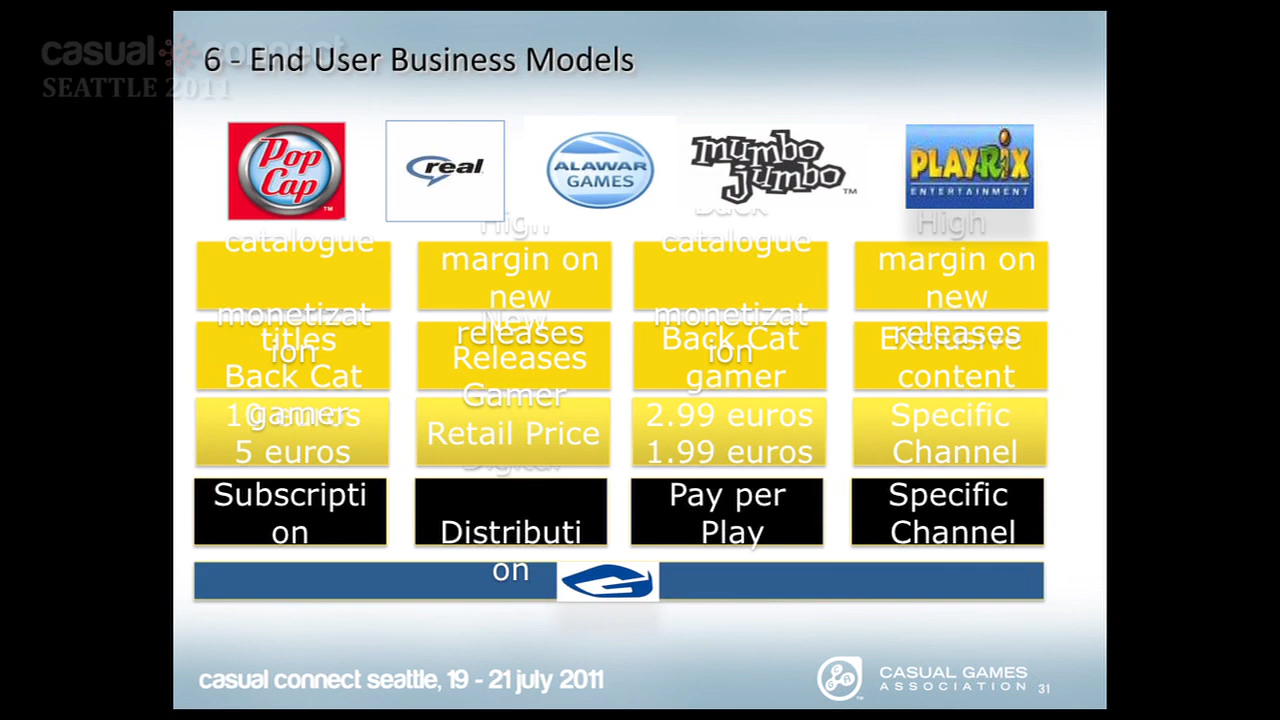 casual connect
SEATTLE 2011
6 - End User Business Models
Pop
Cap
TM
real
ALAWAR
GAMES
mumbo
jumbo
TM
PLAYRIX
ENTERTAINMENT
catalogue
monetizat
ion
High
margin on
new
releases
Back
catalogue
monetizat
ion
High
margin on
new
releases
titles
Back Cat
gamer
New
Releases
Gamer
Back Cat
gamer
Exclusive
content
10 euros
5 euros
Retail Price
2.99 euros
1.99 euros
Specific
Channel
Subscripti
on
Digital
Distributi
on
Pay per
Play
Specific
Channel
casual connect seattle, 19 - 21 july 2011
CASUAL GAMES
ASSOCIATION
31